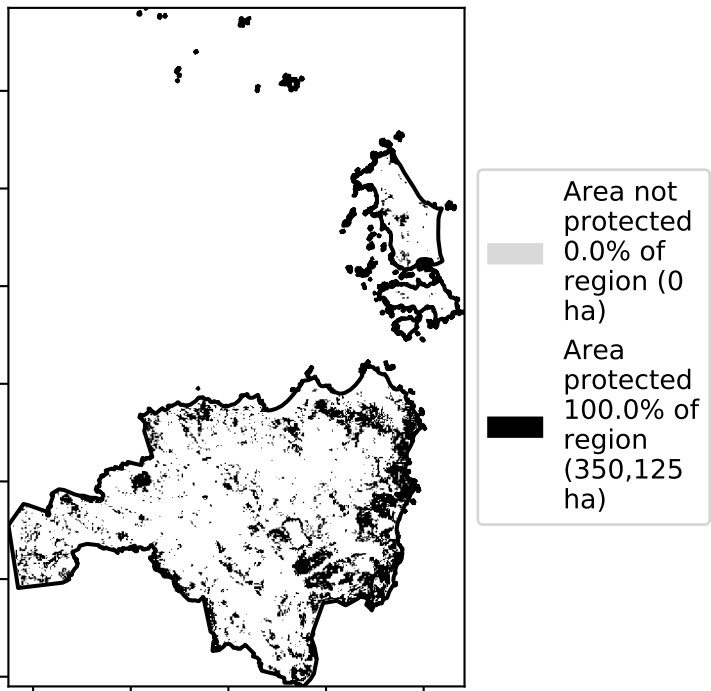 Area not
protected
0.0% of
region (0
ha)
Area
protected
100.0% of
region
(350,125
ha)